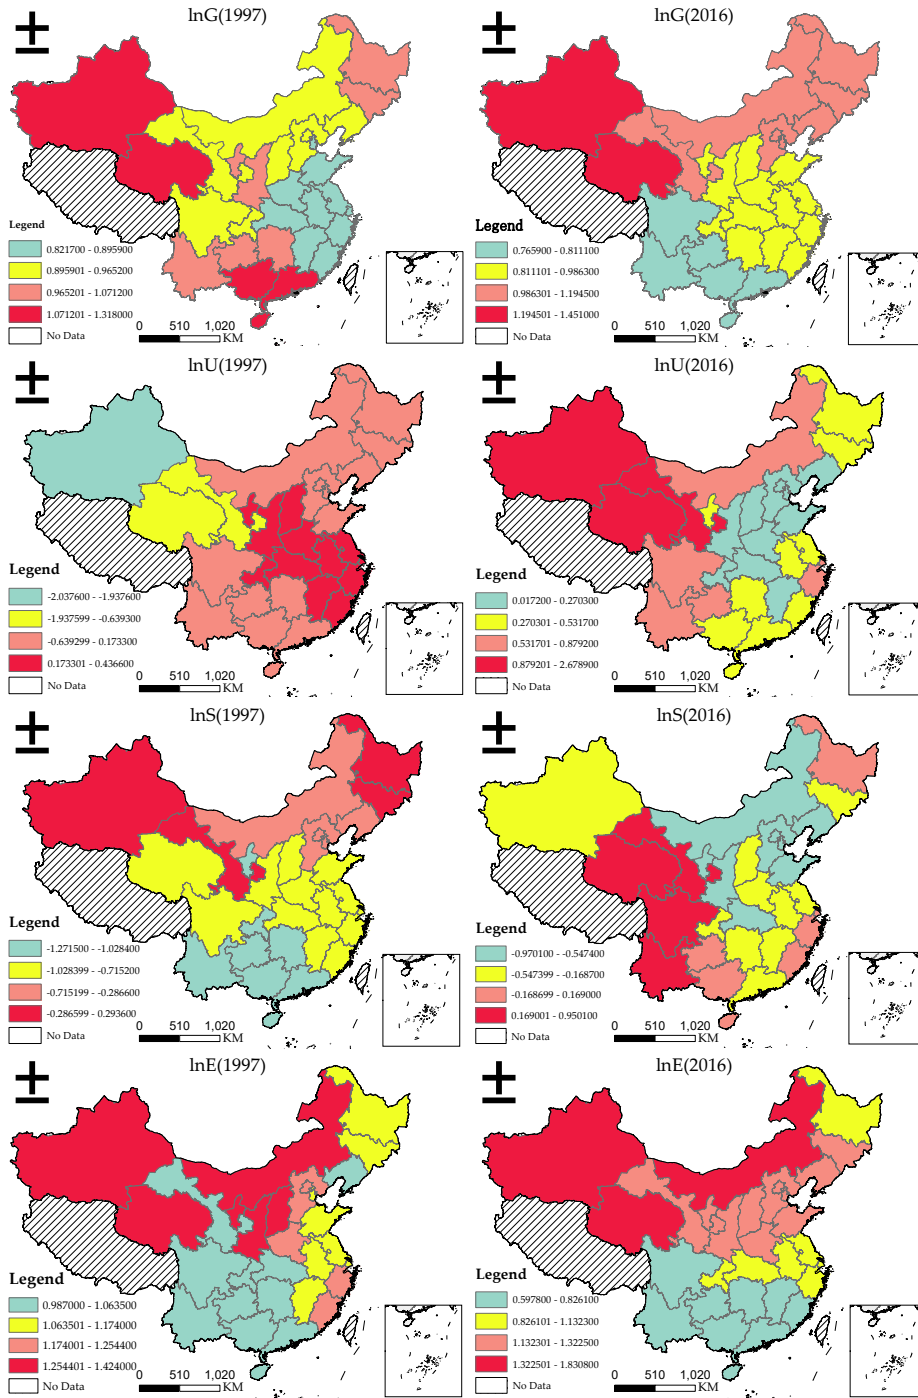 lnG(1997)
Legend
0.821700 - 0.895900
0.895901 - 0.965200
0.965201 - 1.071200
1.071201 - 1.318000
No Data
0 510 1,020
KM
lnG(2016)
Legend
0.765900 - 0.811100
0.811101 - 0.986300
0.986301 - 1.194500
1.194501 - 1.451000
No Data
0 510 1,020
KM
lnU(1997)
Legend
-2.037600 - -1.937600
-1.937599 - -0.639300
-0.639299 - 0.173300
0.173301 - 0.436600
No Data
0 510 1,020
KM
lnU(2016)
Legend
0.017200 - 0.270300
0.270301 - 0.531700
0.531701 - 0.879200
0.879201 - 2.678900
No Data
0 510 1,020
KM
lnS(1997)
Legend
-1.271500 - -1.028400
-1.028399 - -0.715200
-0.715199 - -0.286600
-0.286599 - 0.293600
No Data
0 510 1,020
KM
lnS(2016)
Legend
-0.970100 - -0.547400
-0.547399 - -0.168700
-0.168699 - 0.169000
0.169001 - 0.950100
No Data
0 510 1,020
KM
lnE(1997)
Legend
0.987000 - 1.063500
1.063501 - 1.174000
1.174001 - 1.254400
1.254401 - 1.424000
No Data
0 510 1,020
KM
lnE(2016)
Legend
0.597800 - 0.826100
0.826101 - 1.132300
1.132301 - 1.322500
1.322501 - 1.830800
No Data
0 510 1,020
KM